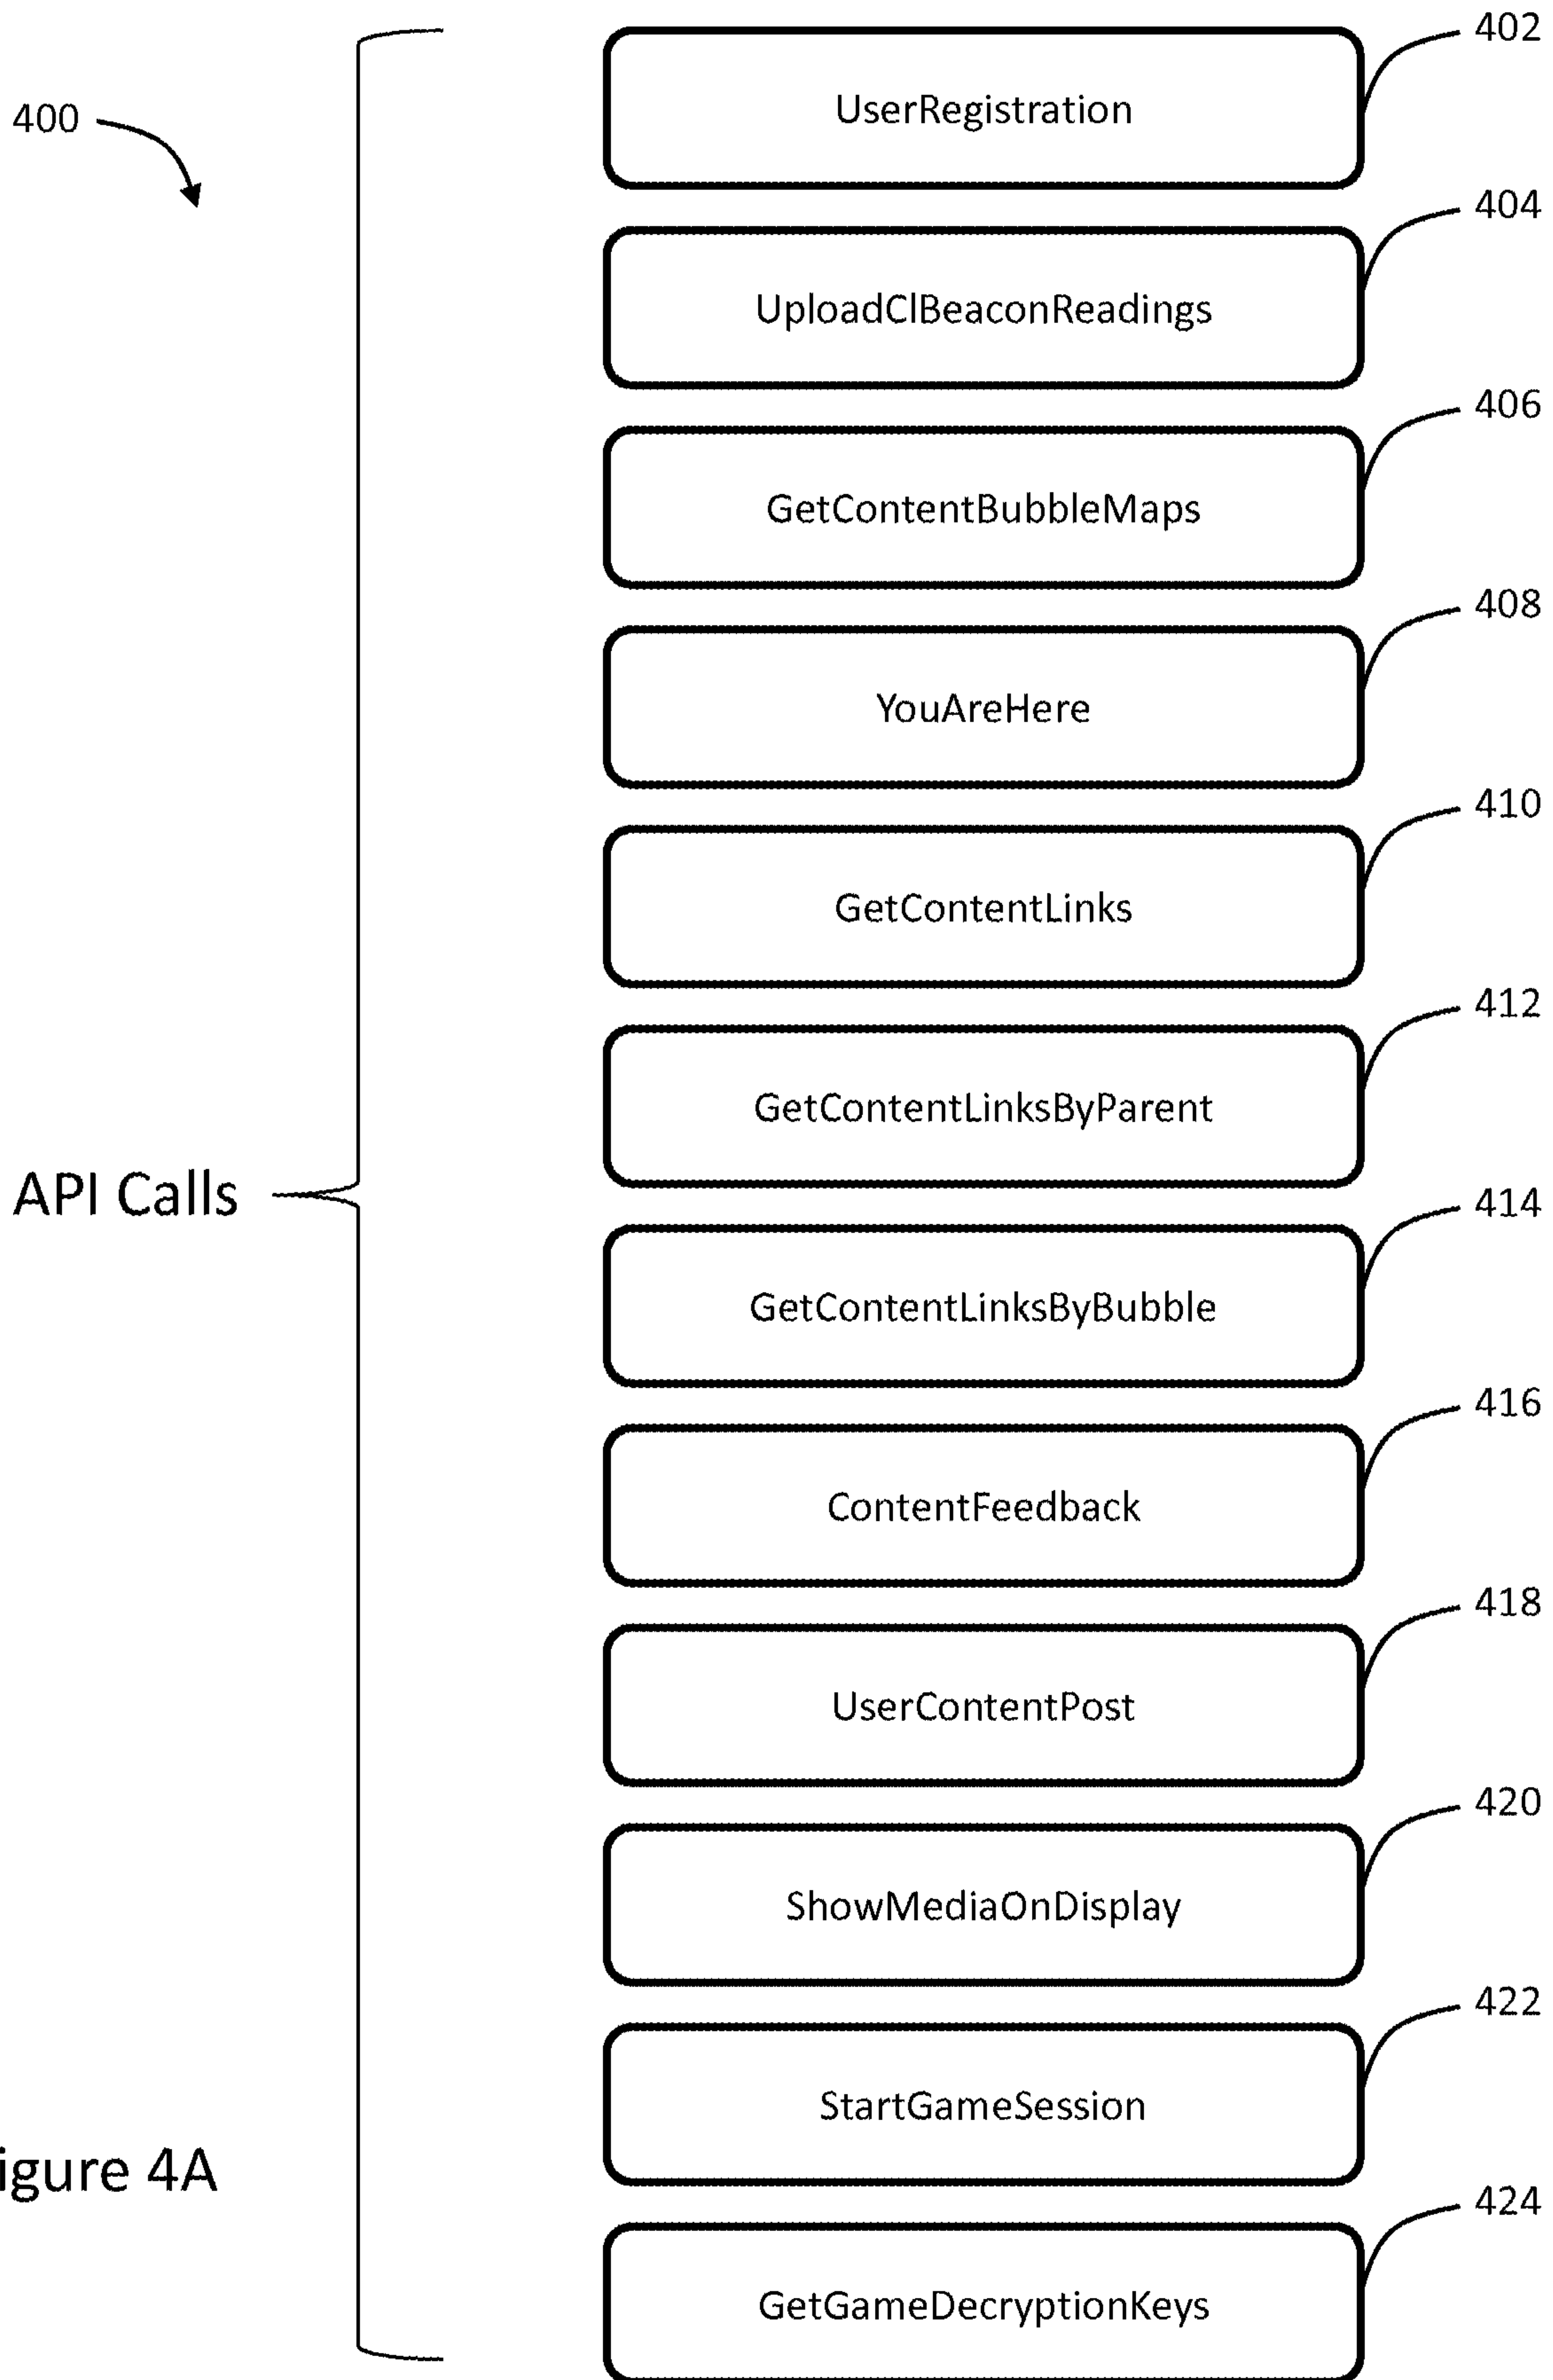 402
400
UserRegistration
404
UploadClBeaconReadings
406
GetContentBubbleMaps
408
YouAreHere
410
GetContentLinks
412
GetContentLinksByParent
API Calls
414
GetContentLinksByBubble
416
ContentFeedback
418
UserContentPost
420
ShowMediaOnDisplay
422
StartGameSession
igure 4A
424
GetGameDecryptionKeys